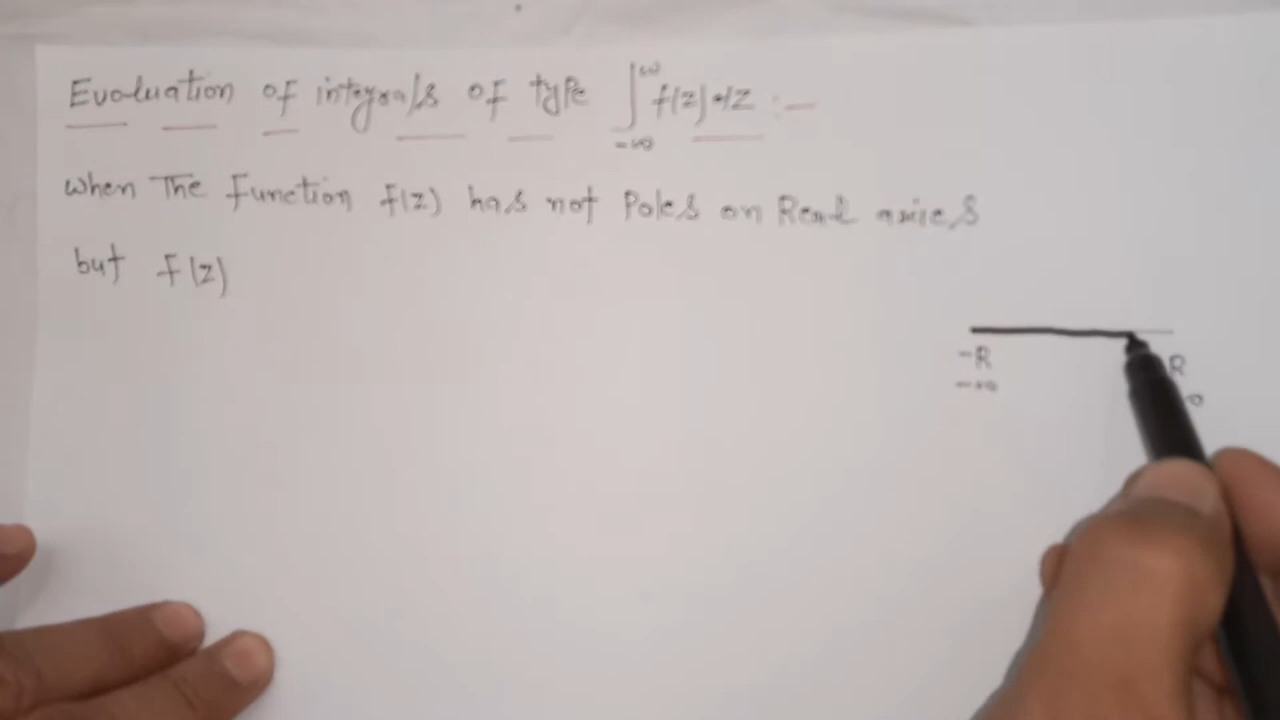 Evaluation of integrals of type ∫_{-∞}^{∞} f(z) dz :-
when The Function f(z) has not Poles on Real axies
but f(z)
-R R
-∞